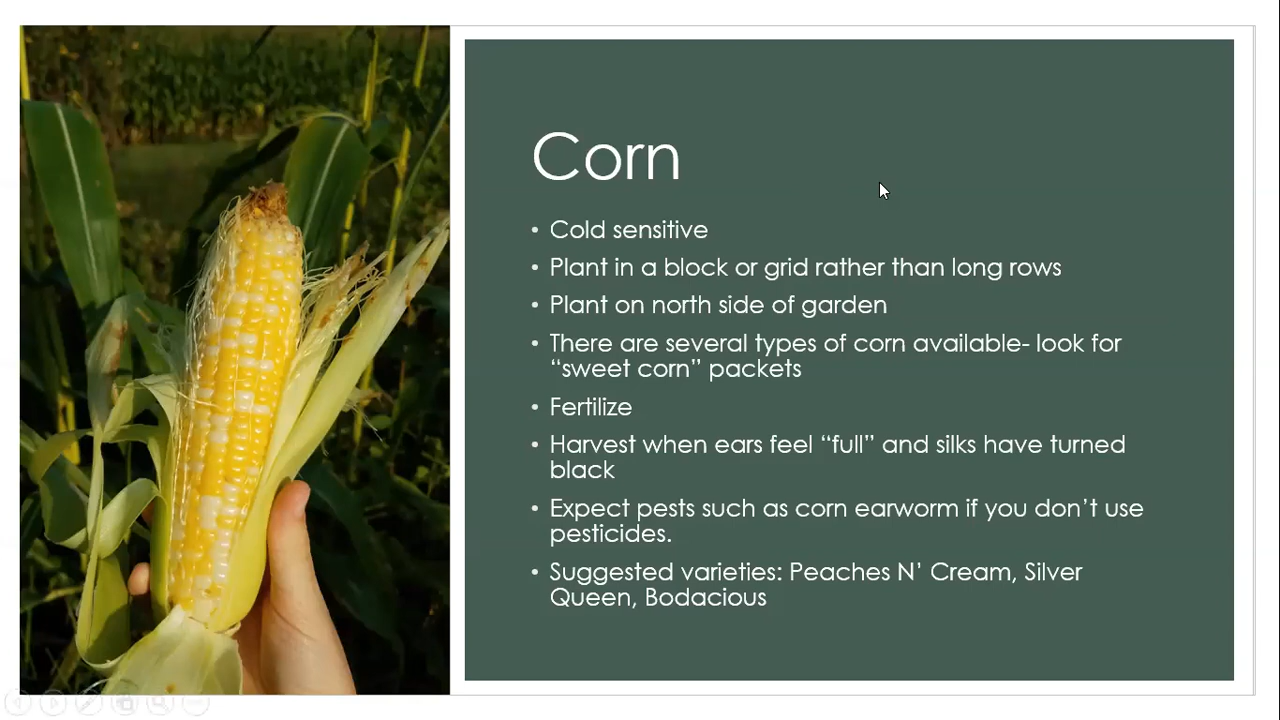 Corn
• Cold sensitive
• Plant in a block or grid rather than long rows
• Plant on north side of garden
• There are several types of corn available- look for
“sweet corn” packets
• Fertilize
• Harvest when ears feel “full” and silks have turned
black
• Expect pests such as corn earworm if you don’t use
pesticides.
• Suggested varieties: Peaches N’ Cream, Silver
Queen, Bodacious